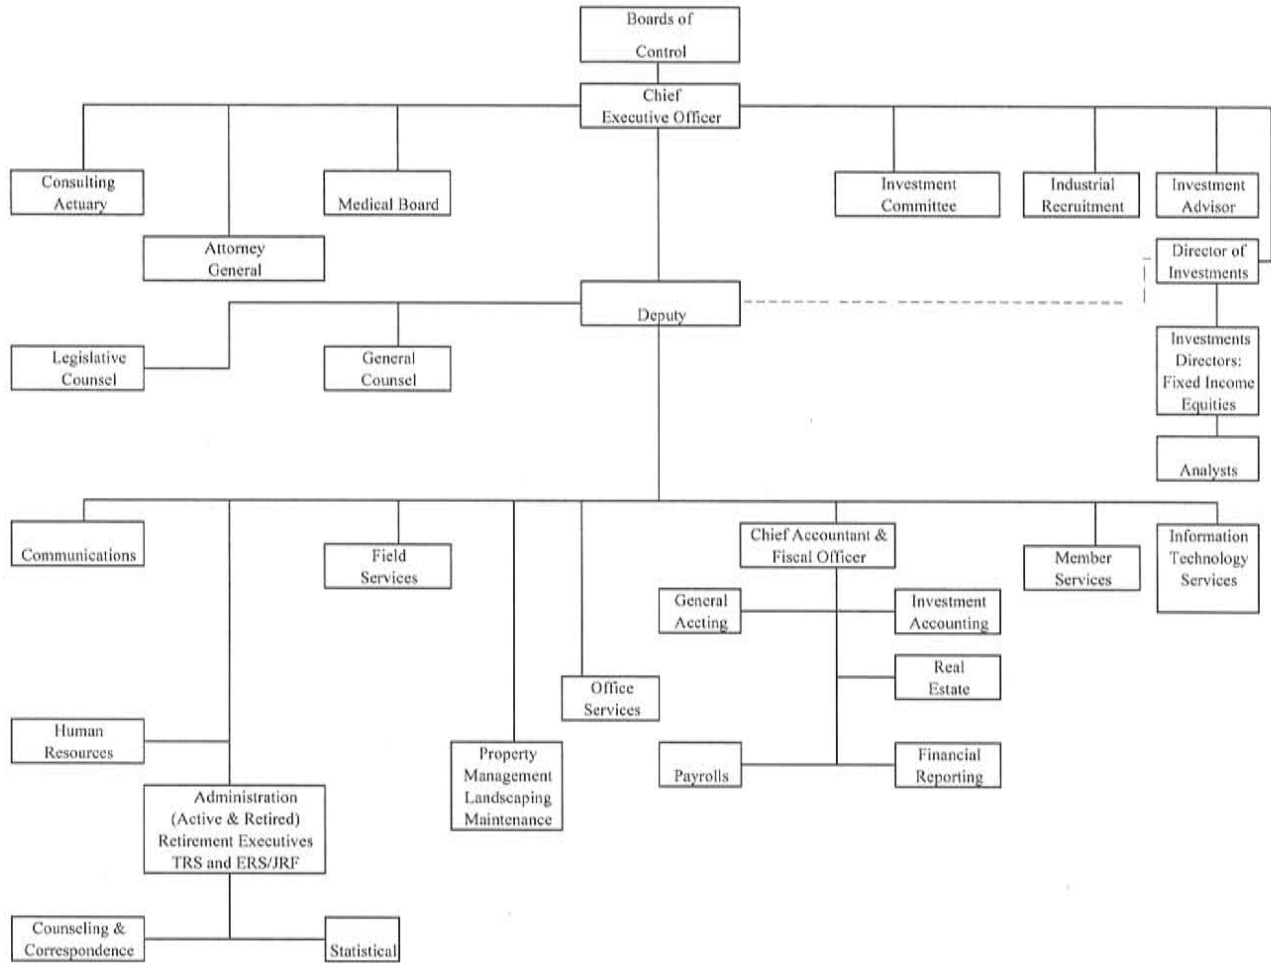 Boards of
Control
Chief
Executive Officer
Consulting
Actuary
Medical Board
Investment
Committee
Industrial
Recruitment
Investment
Advisor
Attorney
General
Director of
Investments
Deputy
Legislative
Counsel
General
Counsel
Investments
Directors:
Fixed Income
Equities
Analysts
Communications
Field
Services
Chief Accountant &
Fiscal Officer
Member
Services
Information
Technology
Services
General
Accting
Investment
Accounting
Real
Estate
Office
Services
Human
Resources
Property
Management
Landscaping
Maintenance
Payrolls
Financial
Reporting
Administration
(Active & Retired)
Retirement Executives
TRS and ERS/JRF
Counseling &
Correspondence
Statistical